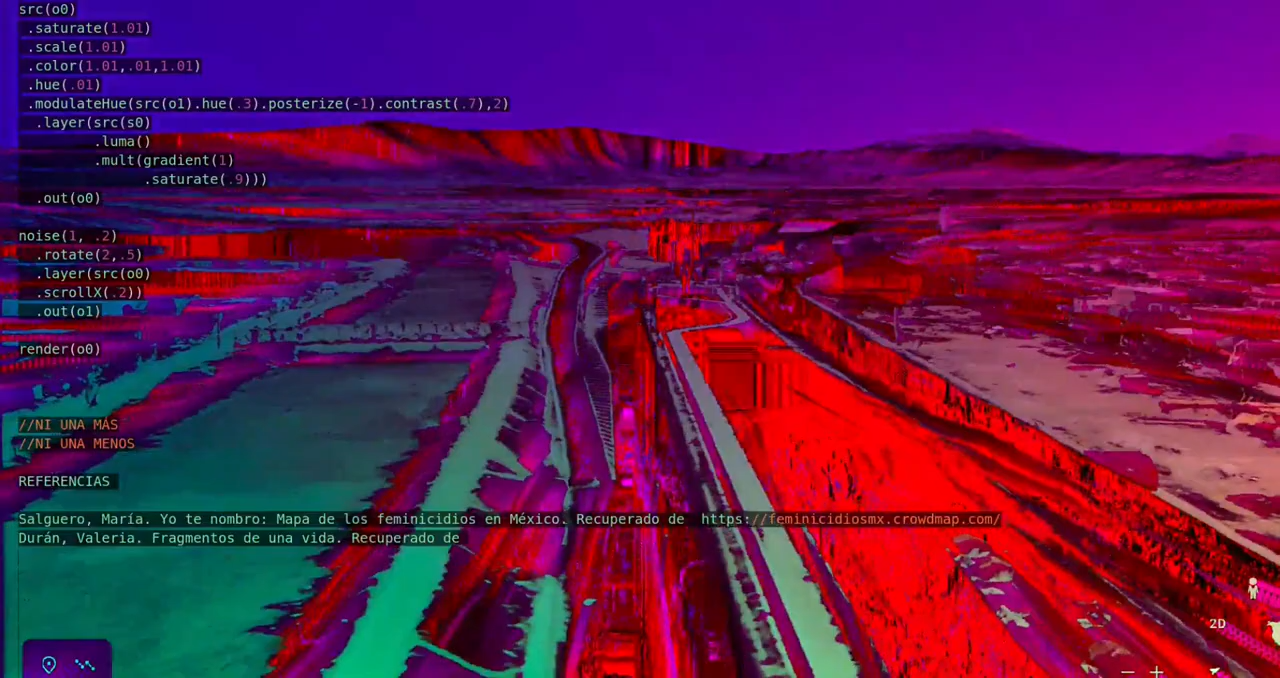 src(o0)
.saturate(1.01)
.scale(1.01)
.color(1.01,.01,1.01)
.hue(.01)
.modulateHue(src(o1).hue(.3).posterize(-1).contrast(.7),2)
.layer(src(s0)
.luma()
.mult(gradient(1)
.saturate(.9)))
.out(o0)
noise(1, .2)
.rotate(2,.5)
.layer(src(o0)
.scrollX(.2))
.out(o1)
render(o0)
//NI UNA MÁS
//NI UNA MENOS
REFERENCIAS
Salguero, María. Yo te nombro: Mapa de los feminicidios en México. Recuperado de  https://feminicidiosmx.crowdmap.com/
Durán, Valeria. Fragmentos de una vida. Recuperado de
2D